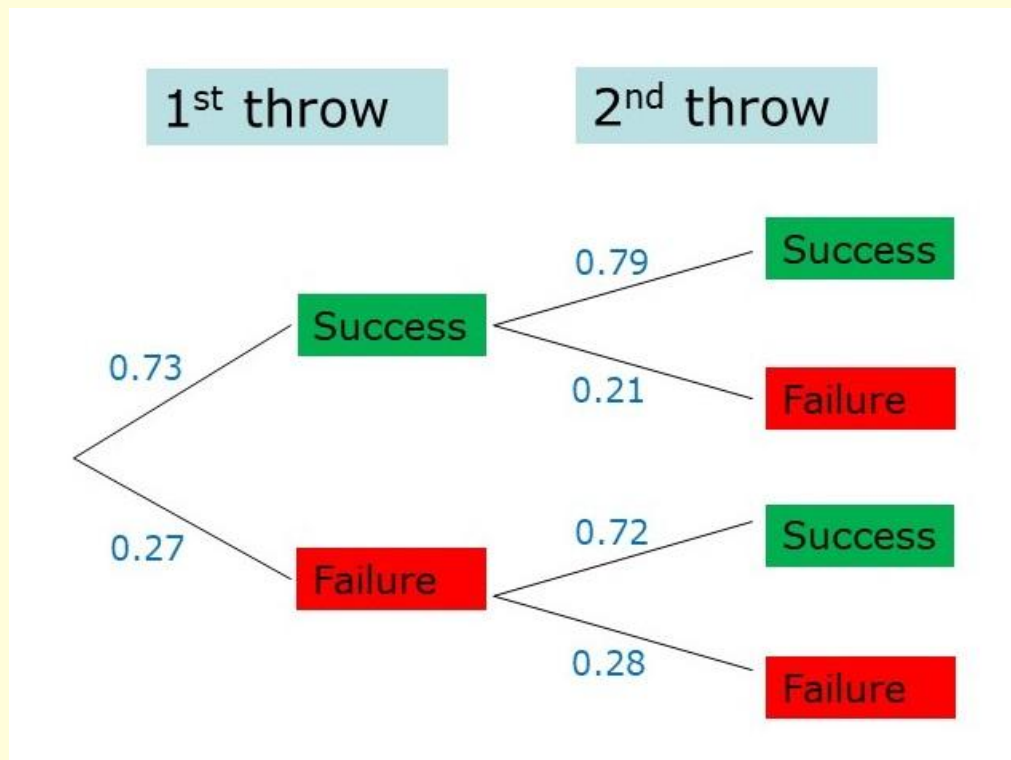 1st throw
2nd throw
0.79
Success
Success
0.73
0.21
Failure
0.72
Success
0.27
Failure
0.28
Failure